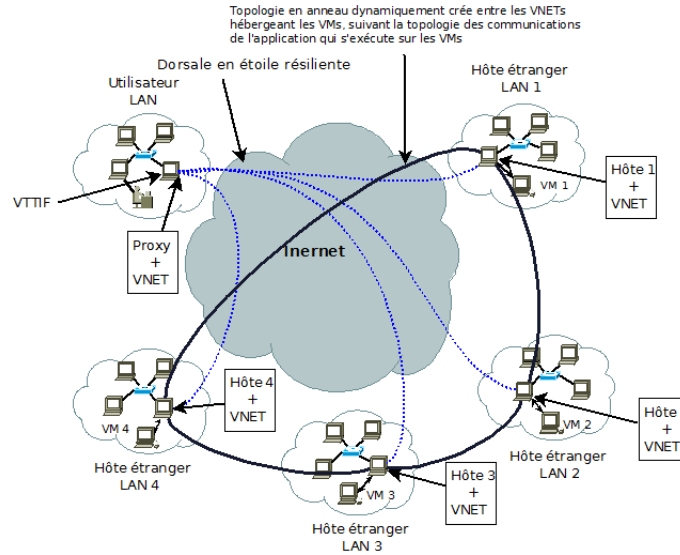 Topologie en anneau dynamiquement crée entre les VNETs
hébergeant les VMs, suivant la topologie des communications
de l'application qui s'exécute sur les VMs
Dorsale en étoile résiliente
Utilisateur
LAN
Hôte étranger
LAN 1
VTTIF
VM 1
Hôte 1
+
VNET
Proxy
+
VNET
Inernet
Hôte 4
+
VNET
VM 4
Hôte étranger
LAN 4
VM 2
Hôte
+
VNET
Hôte étranger
LAN 2
VM 3
Hôte 3
+
VNET
Hôte étranger
LAN 3